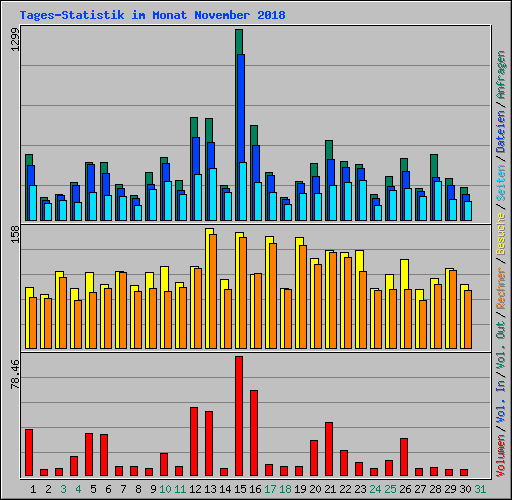 Tages-Statistik im Monat November 2018
1299
158
78.46
Volumen / Vol. In / Vol. Out / Rechner / Besuche / Seiten / Dateien / Anfragen
1 2 3 4 5 6 7 8 9 10 11 12 13 14 15 16 17 18 19 20 21 22 23 24 25 26 27 28 29 30 31